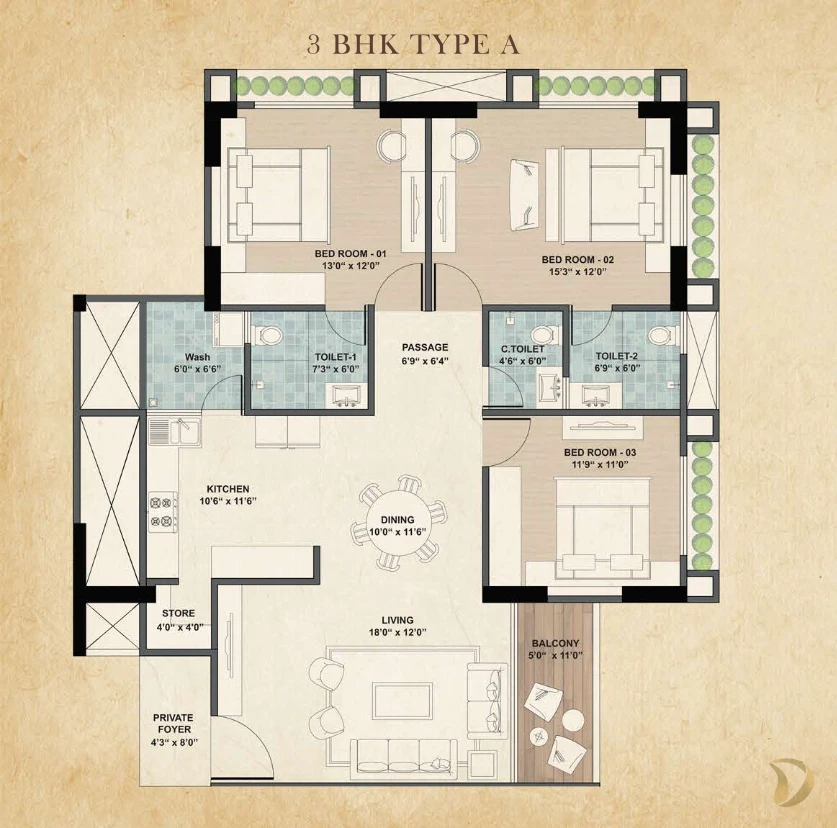 3 BHK TYPE A
BED ROOM - 01
13'0" x 12'0"
BED ROOM - 02
15'3" x 12'0"
Wash
6'0" x 6'6"
TOILET-1
7'3" x 6'0"
PASSAGE
6'9" x 6'4"
C.TOILET
4'6" x 6'0"
TOILET-2
6'9" x 6'0"
BED ROOM - 03
11'9" x 11'0"
KITCHEN
10'6" x 11'6"
DINING
10'0" x 11'6"
STORE
4'0" x 4'0"
LIVING
18'0" x 12'0"
BALCONY
5'0" x 11'0"
PRIVATE
FOYER
4'3" x 8'0"